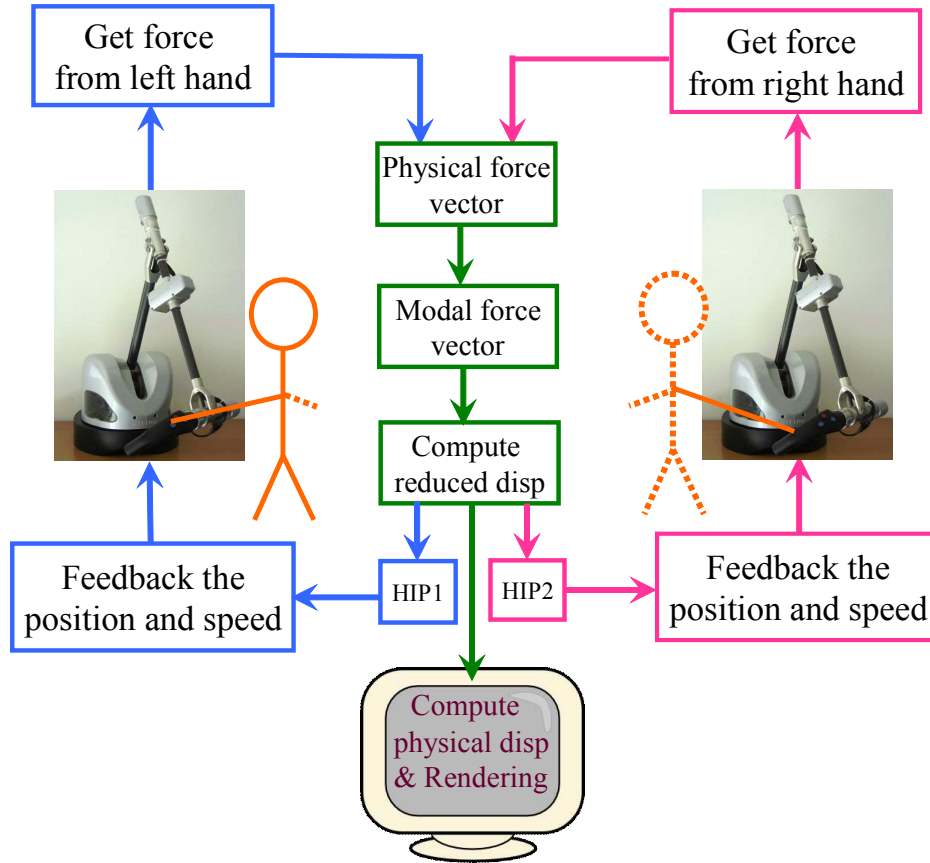 Get force
from left hand
Get force
from right hand
Physical force
vector
Modal force
vector
Compute
reduced disp
HIP1
HIP2
Feedback the
position and speed
Feedback the
position and speed
Compute
physical disp
& Rendering